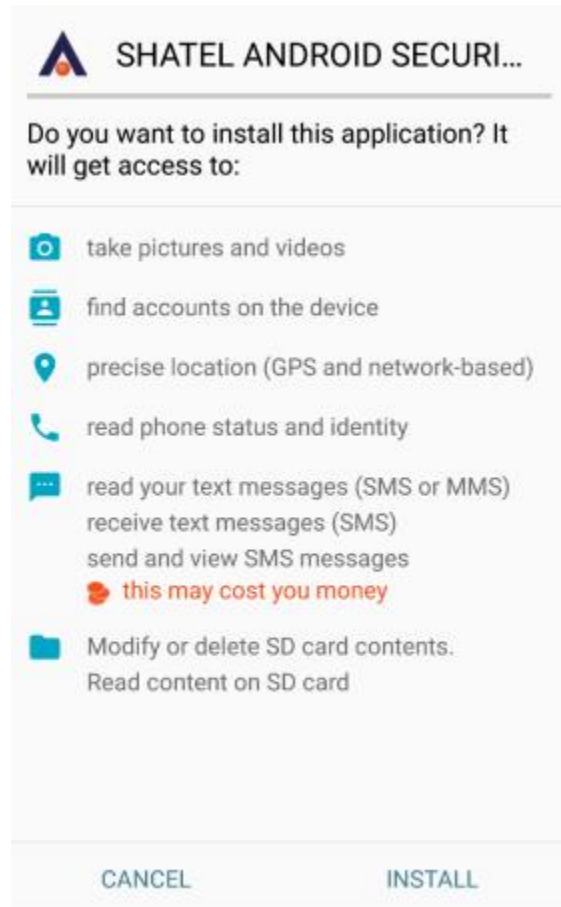 SHATEL ANDROID SECURI...
Do you want to install this application? It
will get access to:
take pictures and videos
find accounts on the device
precise location (GPS and network-based)
read phone status and identity
read your text messages (SMS or MMS)
receive text messages (SMS)
send and view SMS messages
this may cost you money
Modify or delete SD card contents.
Read content on SD card
CANCEL
INSTALL